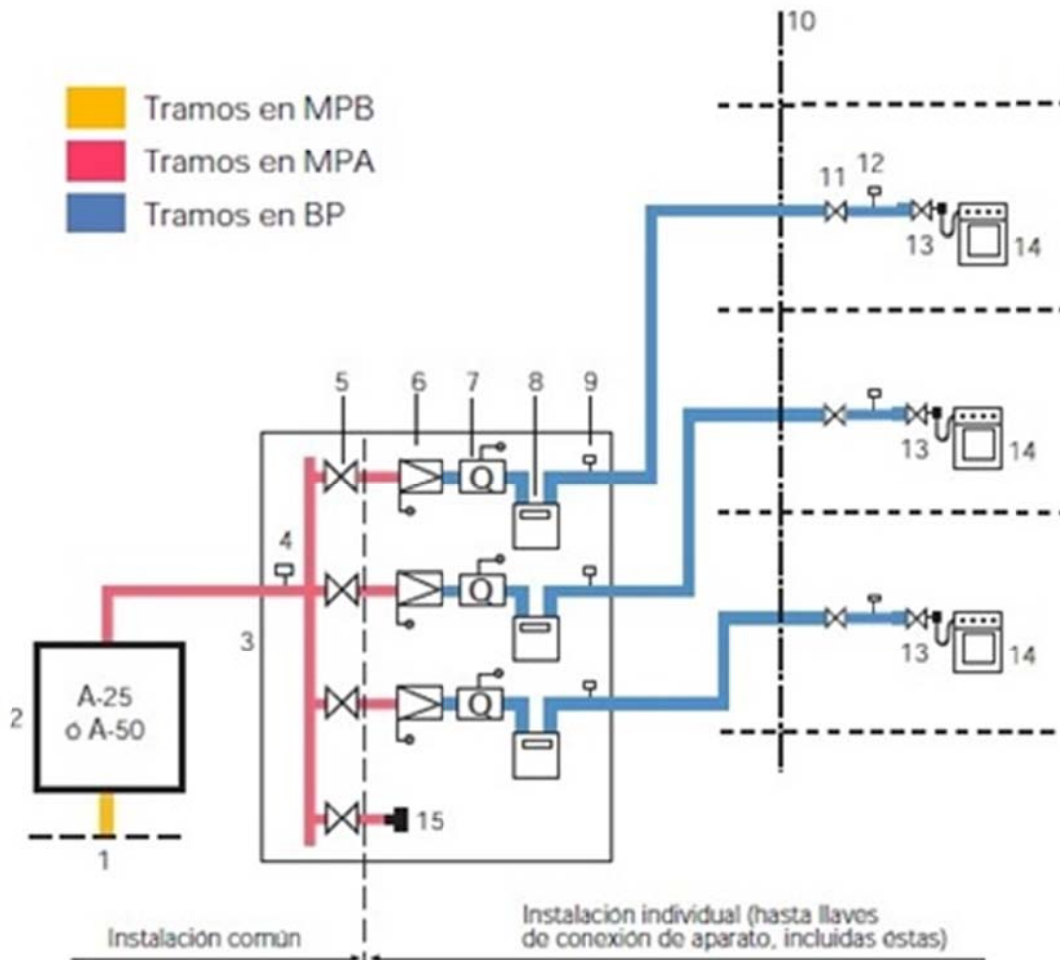 10
Tramos en MPB
Tramos en MPA
12
11
Tramos en BP
13
14
5
6
7
8
9
13
14
Q
4
Q
3
13
14
A-25
ó A-50
2
Q
15
1
Instalación común
Instalación individual (hasta llaves
de conexión de aparato, incluidas éstas)